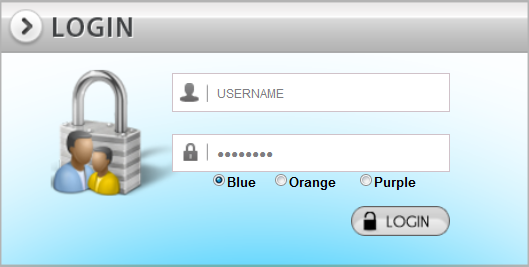 LOGIN
USERNAME
••••••••
Blue Orange Purple
LOGIN